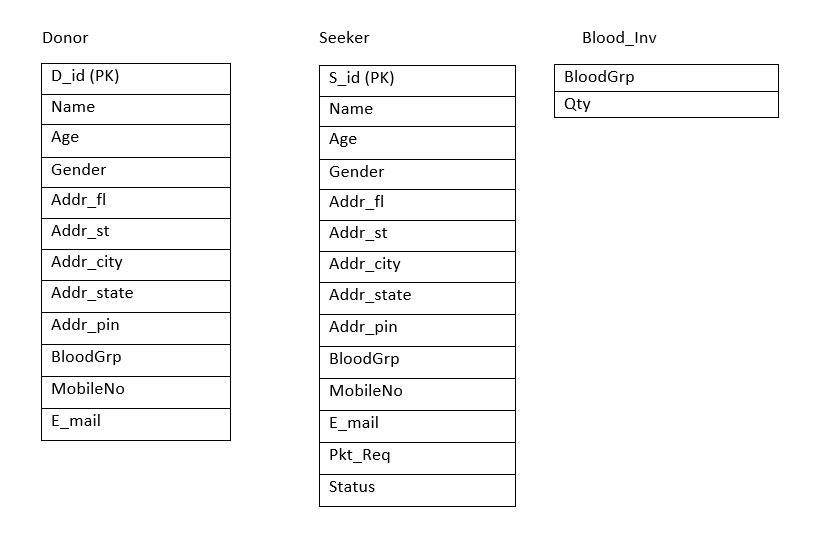 Donor
D_id (PK)
Name
Age
Gender
Addr_fl
Addr_st
Addr_city
Addr_state
Addr_pin
BloodGrp
MobileNo
E_mail
Seeker
S_id (PK)
Name
Age
Gender
Addr_fl
Addr_st
Addr_city
Addr_state
Addr_pin
BloodGrp
MobileNo
E_mail
Pkt_Req
Status
Blood_Inv
BloodGrp
Qty